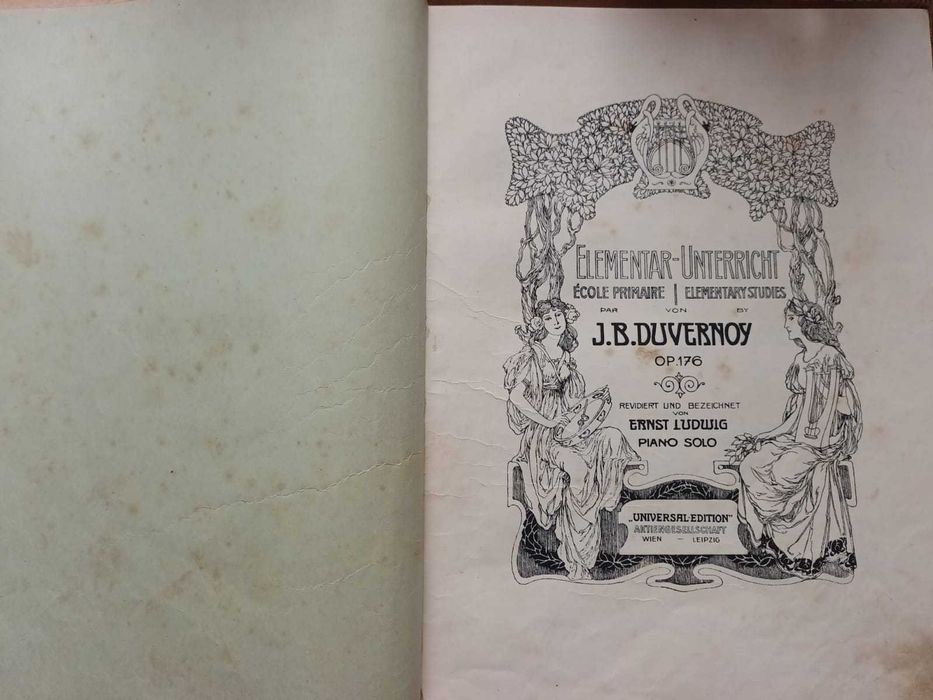 ELEMENTAR-UNTERRICHT
ÉCOLE PRIMAIRE | ELEMENTARY STUDIES
PAR VON BY
J.B. DUVERNOY
OP. 176
REVIDIERT UND BEZEICHNET
VON
ERNST LUDWIG
PIANO SOLO
„UNIVERSAL-EDITION"
AKTIENGESELLSCHAFT
WIEN – LEIPZIG